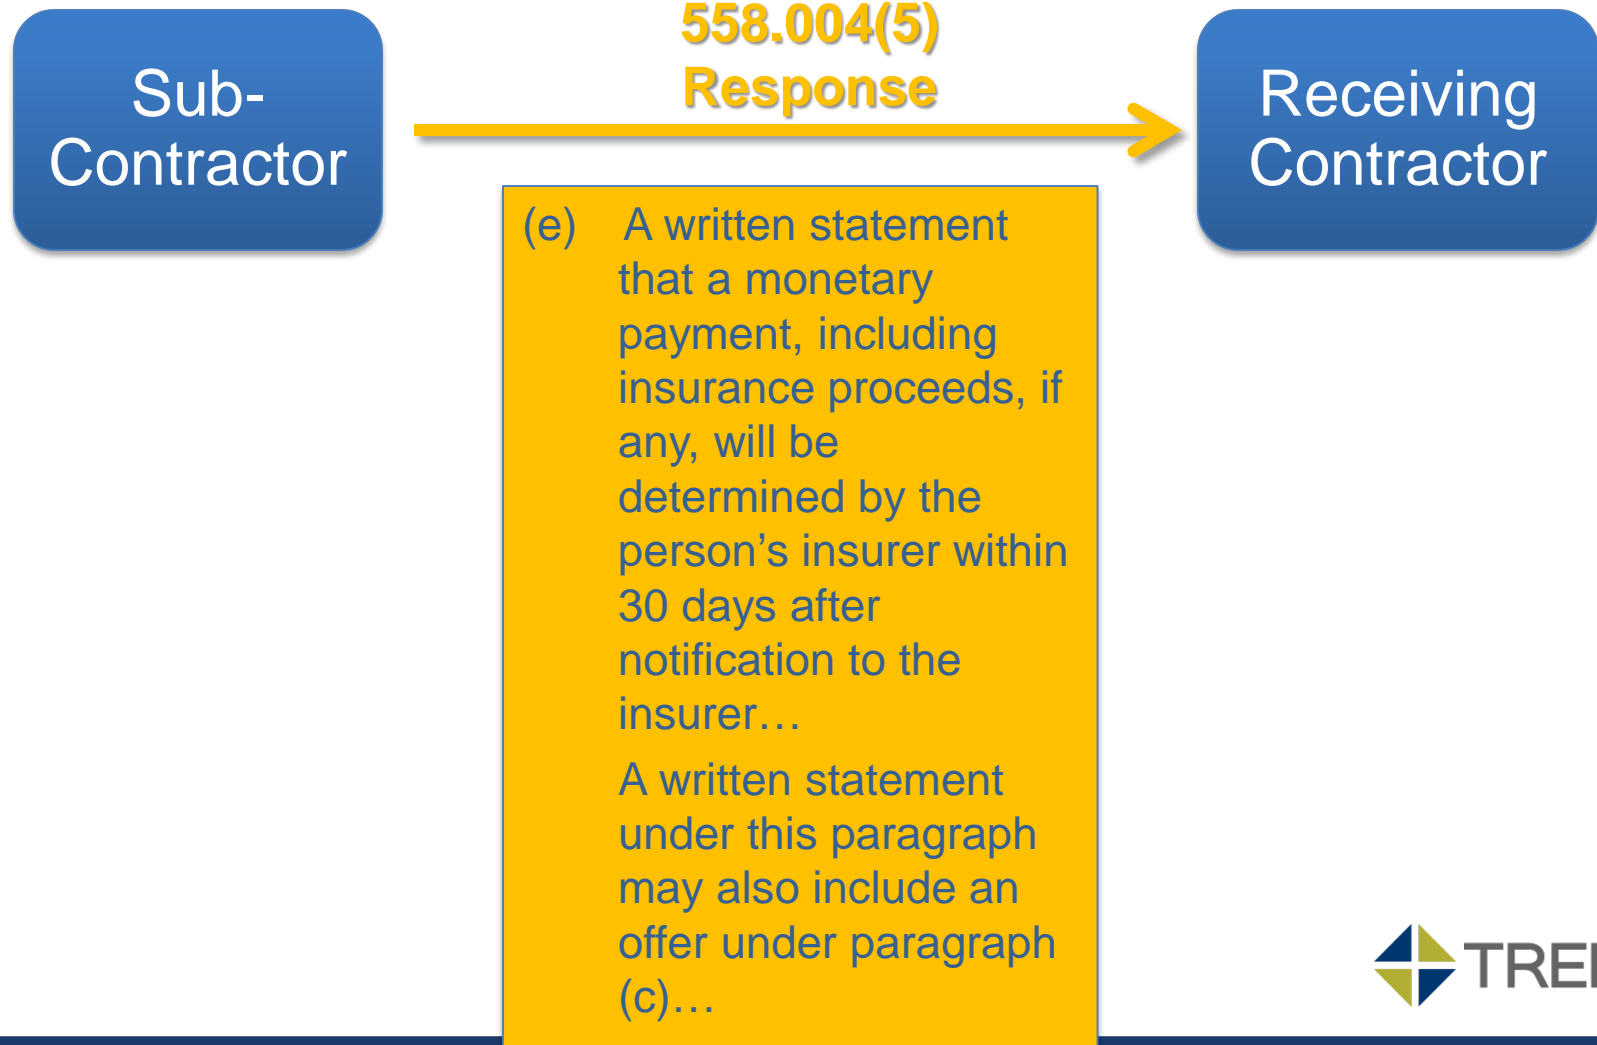 558.004(5)
Response
Sub-
Contractor
Receiving
Contractor
(e) A written statement
that a monetary
payment, including
insurance proceeds, if
any, will be
determined by the
person’s insurer within
30 days after
notification to the
insurer…
A written statement
under this paragraph
may also include an
offer under paragraph
(c)…